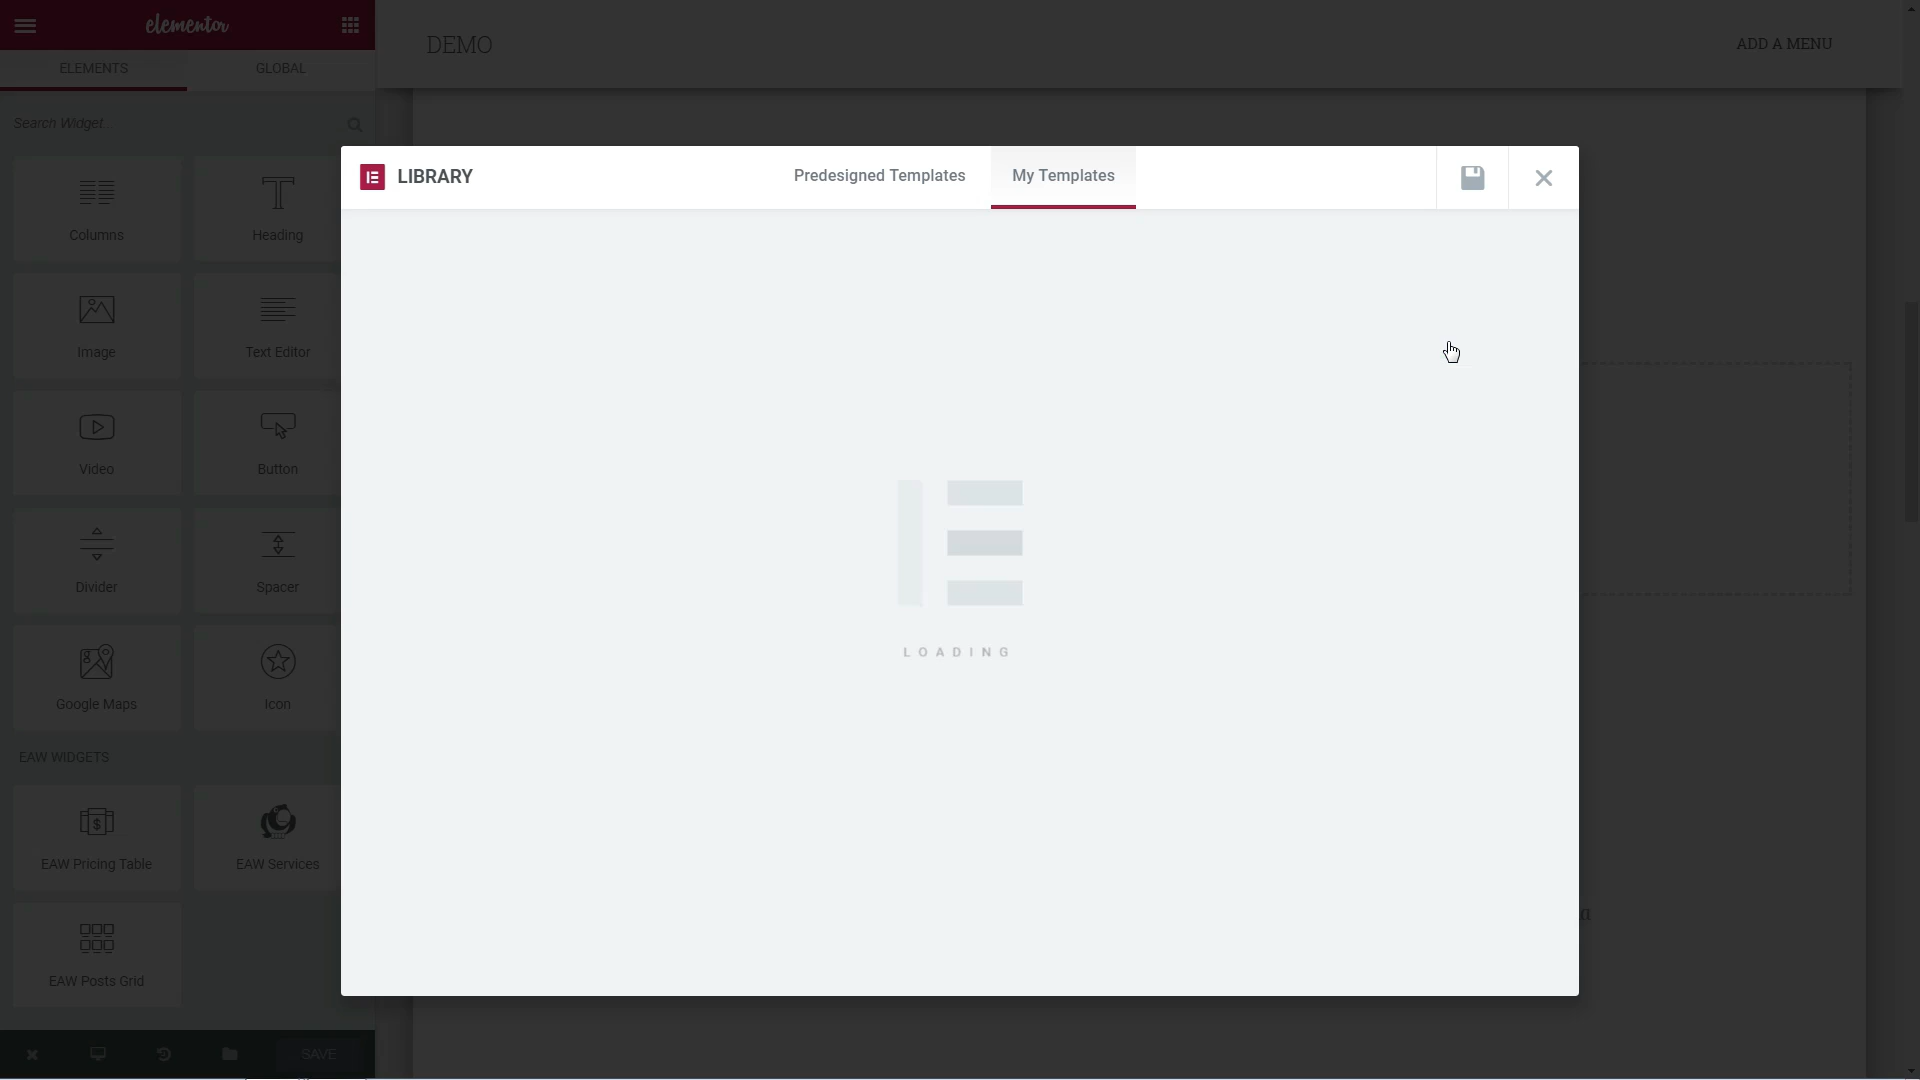 elementor
ELEMENTS
GLOBAL
Search Widget...
Columns
Heading
Image
Text Editor
Video
Button
Divider
Spacer
Google Maps
Icon
EAW WIDGETS
EAW Pricing Table
EAW Services
EAW Posts Grid
SAVE
DEMO
ADD A MENU
LIBRARY
Predesigned Templates
My Templates
LOADING
a